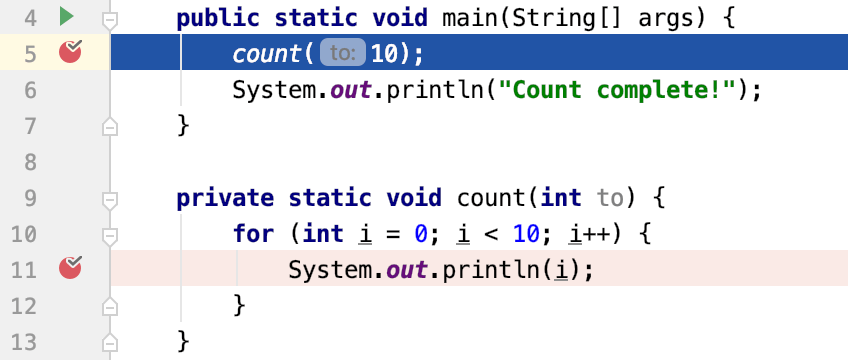 4 public static void main(String[] args) {
5 count( to: 10);
6 System.out.println("Count complete!");
7 }
8
9 private static void count(int to) {
10 for (int i = 0; i < 10; i++) {
11 System.out.println(i);
12 }
13 }